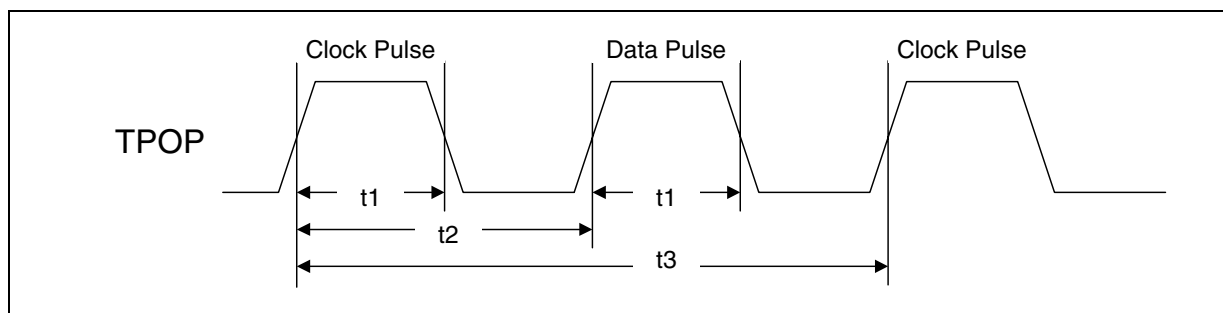 Clock Pulse Data Pulse Clock Pulse
TPOP
t1 t1
t2
t3